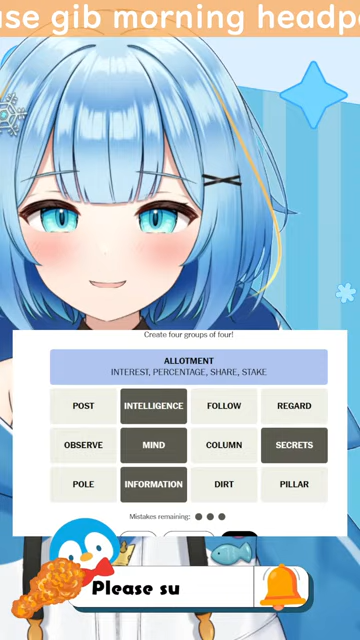 se gib morning headp
Create four groups of four!
ALLOTMENT
INTEREST, PERCENTAGE, SHARE, STAKE
POST INTELLIGENCE FOLLOW REGARD
OBSERVE MIND COLUMN SECRETS
POLE INFORMATION DIRT PILLAR
Mistakes remaining:
Please su